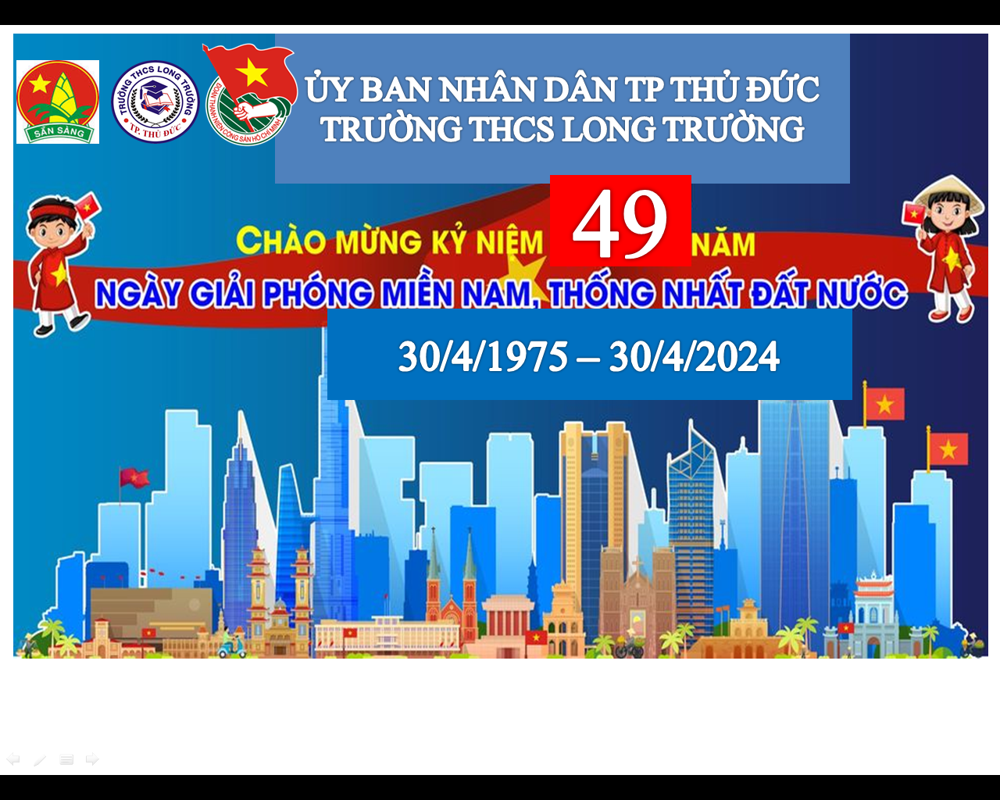 ỦY BAN NHÂN DÂN TP THỦ ĐỨC
TRƯỜNG THCS LONG TRƯỜNG
SẴN SÀNG
TRƯỜNG THCS LONG TRƯỜNG
TP. THỦ ĐỨC
ĐOÀN THANH NIÊN CỘNG SẢN HỒ CHÍ MINH
CHÀO MỪNG KỶ NIỆM 49 NĂM
NGÀY GIẢI PHÓNG MIỀN NAM, THỐNG NHẤT ĐẤT NƯỚC
30/4/1975 – 30/4/2024